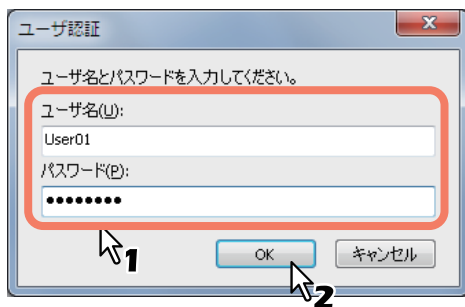 ユーザ認証
ユーザ名とパスワードを入力してください。
ユーザ名(U):
User01
パスワード(P):
●●●●●●●●
1
OK
キャンセル
2